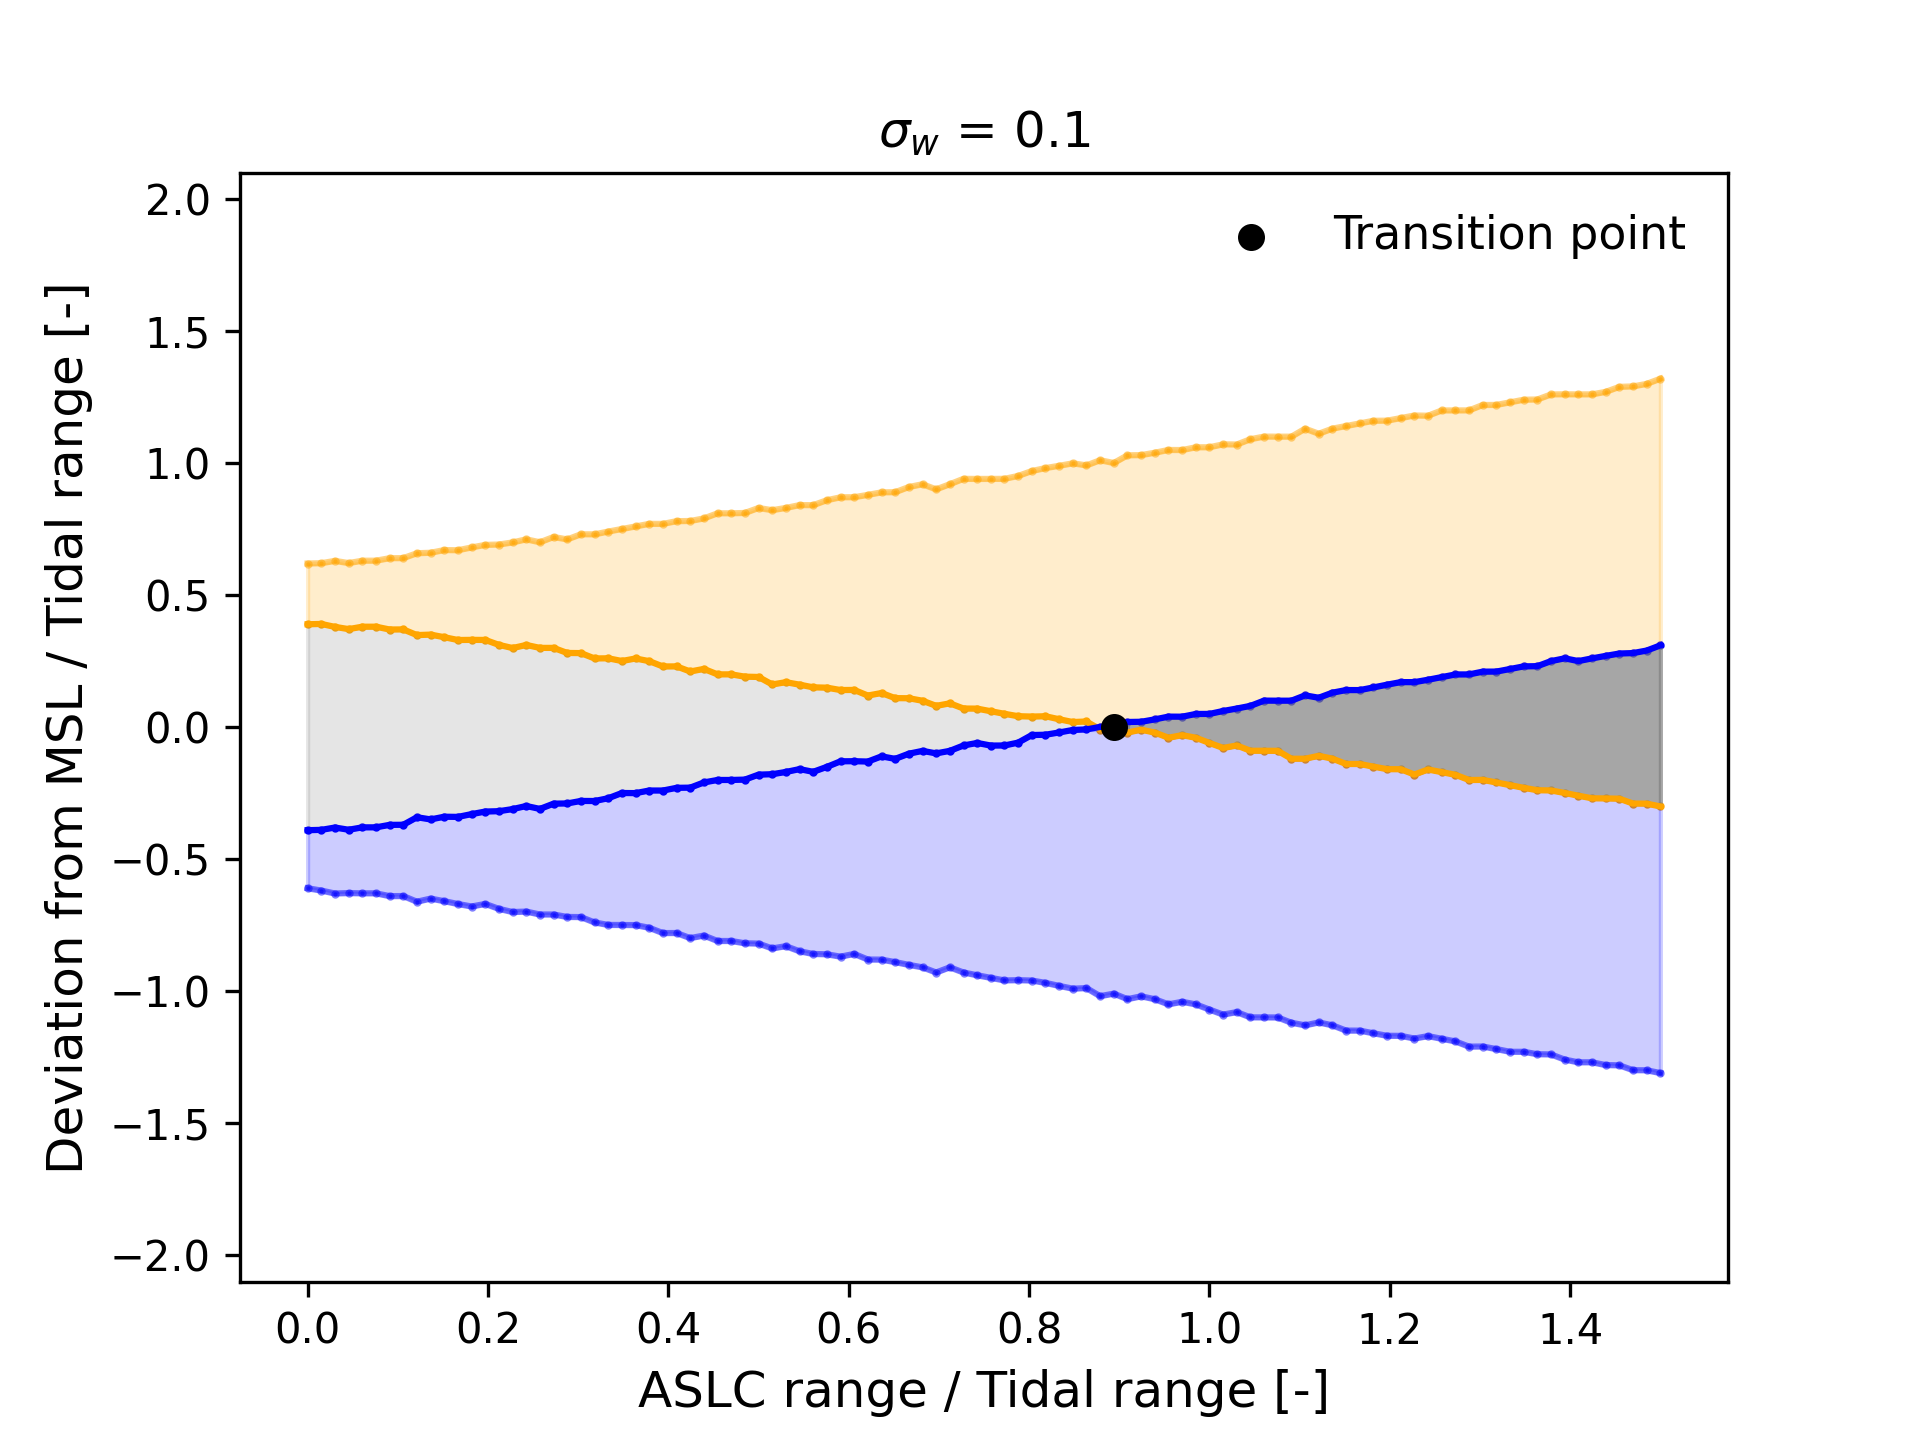 σw = 0.1
Transition point
Deviation from MSL / Tidal range [-]
2.0
1.5
1.0
0.5
0.0
−0.5
−1.0
−1.5
−2.0
0.0 0.2 0.4 0.6 0.8 1.0 1.2 1.4
ASLC range / Tidal range [-]